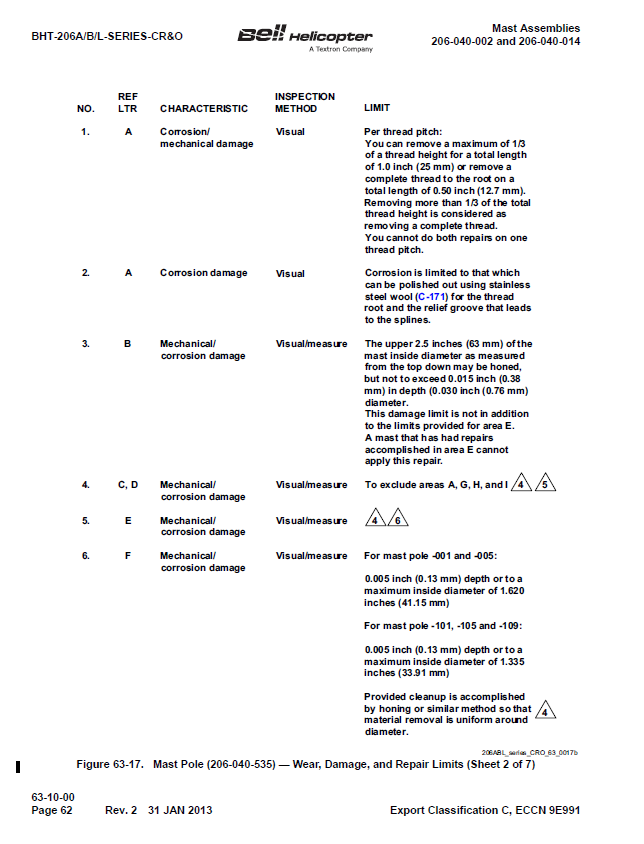 BHT-206A/B/L-SERIES-CR&O
Bell Helicopter
A Textron Company
Mast Assemblies
206-040-002 and 206-040-014
NO. REF LTR CHARACTERISTIC INSPECTION METHOD LIMIT
1. A Corrosion/ Visual Per thread pitch:
mechanical damage You can remove a maximum of 1/3
of a thread height for a total length
of 1.0 inch (25 mm) or remove a
complete thread to the root on a
total length of 0.50 inch (12.7 mm).
Removing more than 1/3 of the total
thread height is considered as
removing a complete thread.
You cannot do both repairs on one
thread pitch.
2. A Corrosion damage Visual Corrosion is limited to that which
can be polished out using stainless
steel wool (C-171) for the thread
root and the relief groove that leads
to the splines.
3. B Mechanical/ Visual/measure The upper 2.5 inches (63 mm) of the
corrosion damage mast inside diameter as measured
from the top down may be honed,
but not to exceed 0.015 inch (0.38
mm) in depth (0.030 inch (0.76 mm)
diameter.
This damage limit is not in addition
to the limits provided for area E.
A mast that has had repairs
accomplished in area E cannot
apply this repair.
4. C, D Mechanical/ Visual/measure To exclude areas A, G, H, and I 4 5
corrosion damage
5. E Mechanical/ Visual/measure 4 6
corrosion damage
6. F Mechanical/ Visual/measure For mast pole -001 and -005:
corrosion damage
0.005 inch (0.13 mm) depth or to a
maximum inside diameter of 1.620
inches (41.15 mm)
For mast pole -101, -105 and -109:
0.005 inch (0.13 mm) depth or to a
maximum inside diameter of 1.335
inches (33.91 mm)
Provided cleanup is accomplished
by honing or similar method so that 4
material removal is uniform around
diameter.
206ABL_series_CRO_63_0017b
Figure 63-17. Mast Pole (206-040-535) — Wear, Damage, and Repair Limits (Sheet 2 of 7)
63-10-00
Page 62 Rev. 2 31 JAN 2013 Export Classification C, ECCN 9E991